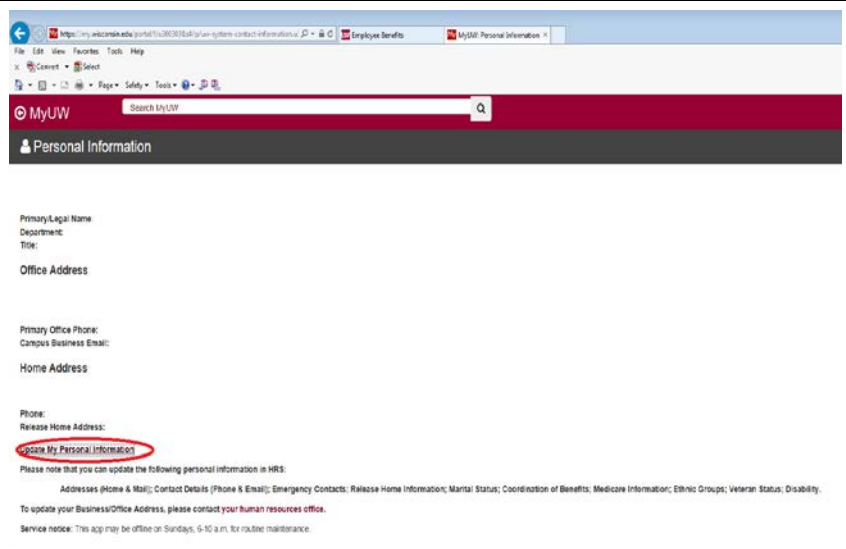 https://my.wisconsin.edu/portal
Employee Benefits
MyUW: Personal Information ×
File Edit View Favorites Tools Help
x Convert Select
Page Safety Tools
MyUW
Search MyUW
Personal Information
Primary/Legal Name
Department:
Title:
Office Address
Primary Office Phone:
Campus Business Email:
Home Address
Phone:
Release Home Address:
Update My Personal Information
Please note that you can update the following personal information in HRS:
Addresses (Home & Mail); Contact Details (Phone & Email); Emergency Contacts; Release Home Information; Marital Status; Coordination of Benefits; Medicare Information; Ethnic Groups; Veteran Status; Disability.
To update your Business/Office Address, please contact your human resources office.
Service notice: This app may be offline on Sundays, 6-10 a.m. for routine maintenance.